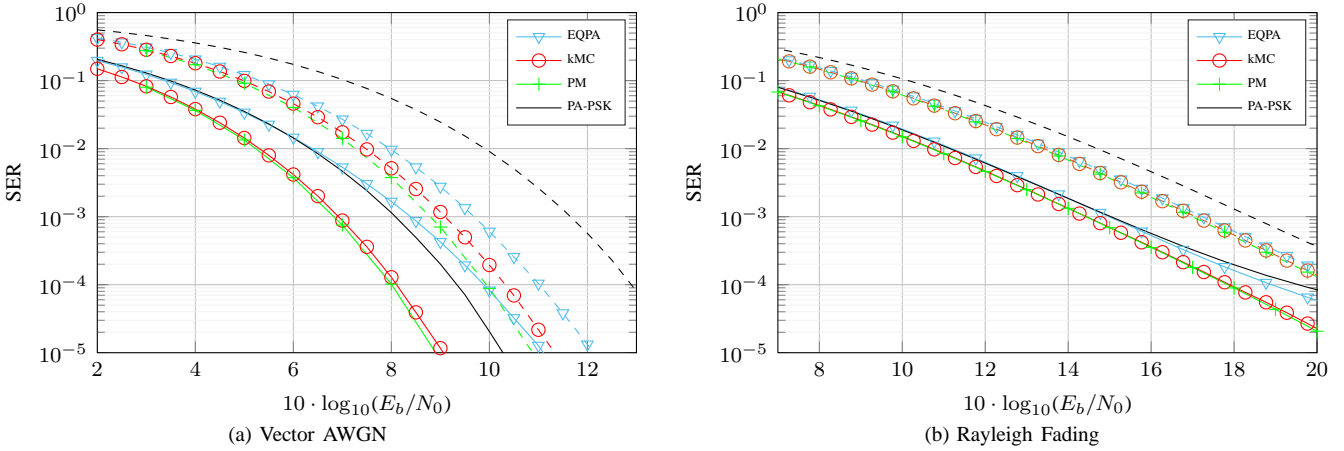 10^0
10^-1
10^-2
10^-3
10^-4
10^-5
SER
2 4 6 8 10 12
10 · log10(Eb/N0)
EQPA
kMC
PM
PA-PSK
(a) Vector AWGN
10^0
10^-1
10^-2
10^-3
10^-4
10^-5
SER
8 10 12 14 16 18 20
10 · log10(Eb/N0)
EQPA
kMC
PM
PA-PSK
(b) Rayleigh Fading